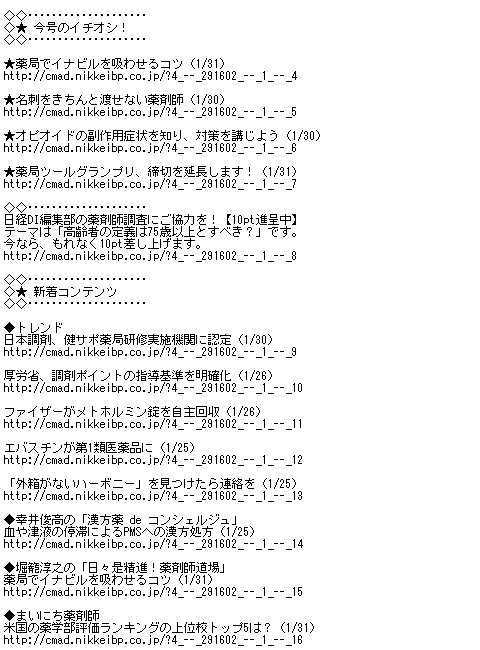 ◇◇‥‥‥‥‥‥‥‥‥‥
◇★ 今号のイチオシ！
◇◇‥‥‥‥‥‥‥‥‥‥
★薬局でイナビルを吸わせるコツ（1/31）
http://cmad.nikkeibp.co.jp/?4_--_291602_--_1_--_4
★名刺をきちんと渡せない薬剤師（1/30）
http://cmad.nikkeibp.co.jp/?4_--_291602_--_1_--_5
★オピオイドの副作用症状を知り、対策を講じよう（1/30）
http://cmad.nikkeibp.co.jp/?4_--_291602_--_1_--_6
★薬局ツールグランプリ、締切を延長します！（1/31）
http://cmad.nikkeibp.co.jp/?4_--_291602_--_1_--_7
◇◇‥‥‥‥‥‥‥‥‥‥
日経DI編集部の薬剤師調査にご協力を！【10pt進呈中】
テーマは「高齢者の定義は75歳以上とすべき？」です。
今なら、もれなく10pt差し上げます。
http://cmad.nikkeibp.co.jp/?4_--_291602_--_1_--_8
◇◇‥‥‥‥‥‥‥‥‥‥
◇★ 新着コンテンツ
◇◇‥‥‥‥‥‥‥‥‥‥
◆トレンド
日本調剤、健サポ薬局研修実施機関に認定（1/30）
http://cmad.nikkeibp.co.jp/?4_--_291602_--_1_--_9
厚労省、調剤ポイントの指導基準を明確化（1/26）
http://cmad.nikkeibp.co.jp/?4_--_291602_--_1_--_10
ファイザーがメトホルミン錠を自主回収（1/26）
http://cmad.nikkeibp.co.jp/?4_--_291602_--_1_--_11
エバスチンが第1類医薬品に（1/25）
http://cmad.nikkeibp.co.jp/?4_--_291602_--_1_--_12
「外箱がないハーボニー」を見つけたら連絡を（1/25）
http://cmad.nikkeibp.co.jp/?4_--_291602_--_1_--_13
◆幸井俊高の「漢方薬 de コンシェルジュ」
血や津液の停滞によるPMSへの漢方処方（1/25）
http://cmad.nikkeibp.co.jp/?4_--_291602_--_1_--_14
◆堀籠淳之の「日々是精進！薬剤師道場」
薬局でイナビルを吸わせるコツ（1/31）
http://cmad.nikkeibp.co.jp/?4_--_291602_--_1_--_15
◆まいにち薬剤師
米国の薬学部評価ランキングの上位校トップ5は？（1/31）
http://cmad.nikkeibp.co.jp/?4_--_291602_--_1_--_16